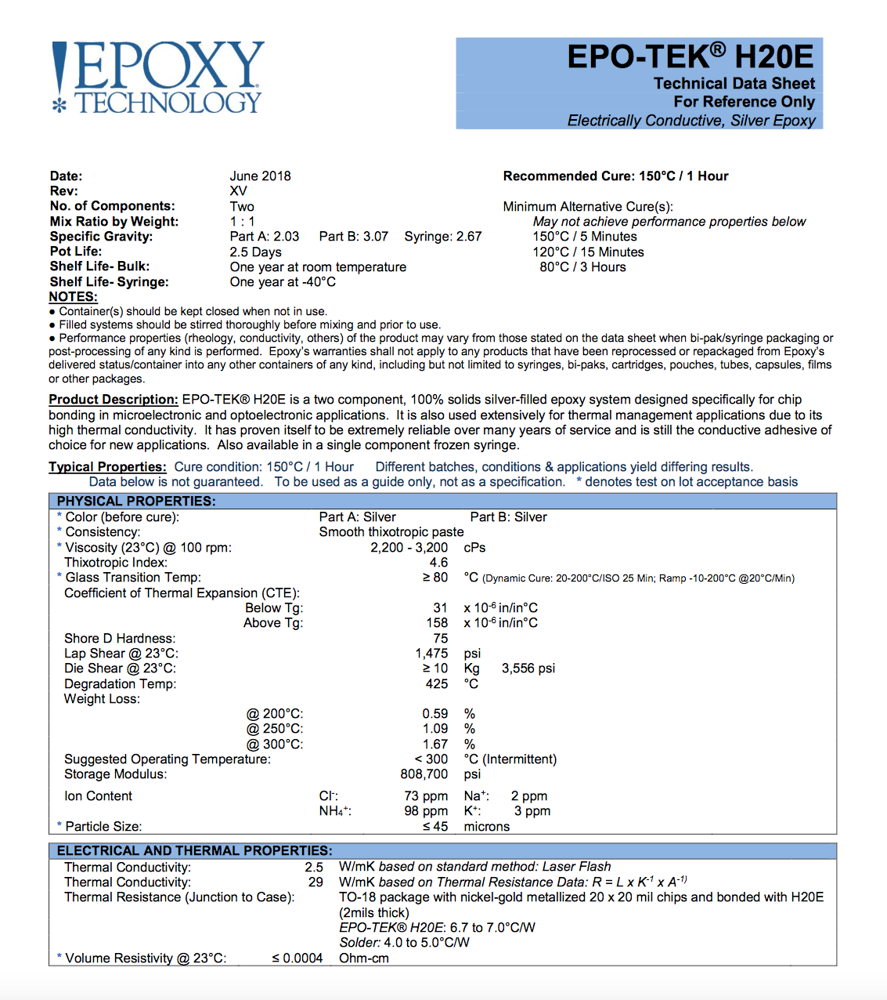 EPOXY
TECHNOLOGY
EPO-TEK® H20E
Technical Data Sheet
For Reference Only
Electrically Conductive, Silver Epoxy
Date: June 2018 Recommended Cure: 150°C / 1 Hour
Rev: XV
No. of Components: Two Minimum Alternative Cure(s):
Mix Ratio by Weight: 1 : 1 May not achieve performance properties below
Specific Gravity: Part A: 2.03 Part B: 3.07 Syringe: 2.67 150°C / 5 Minutes
Pot Life: 2.5 Days 120°C / 15 Minutes
Shelf Life- Bulk: One year at room temperature 80°C / 3 Hours
Shelf Life- Syringe: One year at -40°C
NOTES:
● Container(s) should be kept closed when not in use.
● Filled systems should be stirred thoroughly before mixing and prior to use.
● Performance properties (rheology, conductivity, others) of the product may vary from those stated on the data sheet when bi-pak/syringe packaging or
post-processing of any kind is performed. Epoxy's warranties shall not apply to any products that have been reprocessed or repackaged from Epoxy's
delivered status/container into any other containers of any kind, including but not limited to syringes, bi-paks, cartridges, pouches, tubes, capsules, films
or other packages.
Product Description: EPO-TEK® H20E is a two component, 100% solids silver-filled epoxy system designed specifically for chip
bonding in microelectronic and optoelectronic applications. It is also used extensively for thermal management applications due to its
high thermal conductivity. It has proven itself to be extremely reliable over many years of service and is still the conductive adhesive of
choice for new applications. Also available in a single component frozen syringe.
Typical Properties: Cure condition: 150°C / 1 Hour Different batches, conditions & applications yield differing results.
Data below is not guaranteed. To be used as a guide only, not as a specification. * denotes test on lot acceptance basis
PHYSICAL PROPERTIES:
* Color (before cure): Part A: Silver Part B: Silver
* Consistency: Smooth thixotropic paste
* Viscosity (23°C) @ 100 rpm: 2,200 - 3,200 cPs
Thixotropic Index: 4.6
* Glass Transition Temp: ≥ 80 °C (Dynamic Cure: 20-200°C/ISO 25 Min; Ramp -10-200°C @20°C/Min)
Coefficient of Thermal Expansion (CTE):
Below Tg: 31 x 10⁻⁶ in/in°C
Above Tg: 158 x 10⁻⁶ in/in°C
Shore D Hardness: 75
Lap Shear @ 23°C: 1,475 psi
Die Shear @ 23°C: ≥ 10 Kg 3,556 psi
Degradation Temp: 425 °C
Weight Loss:
@ 200°C: 0.59 %
@ 250°C: 1.09 %
@ 300°C: 1.67 %
Suggested Operating Temperature: < 300 °C (Intermittent)
Storage Modulus: 808,700 psi
Ion Content Cl⁻: 73 ppm Na⁺: 2 ppm
NH₄⁺: 98 ppm K⁺: 3 ppm
* Particle Size: ≤ 45 microns
ELECTRICAL AND THERMAL PROPERTIES:
Thermal Conductivity: 2.5 W/mK based on standard method: Laser Flash
Thermal Conductivity: 29 W/mK based on Thermal Resistance Data: R = L x K⁻¹ x A⁻¹⁾
Thermal Resistance (Junction to Case): TO-18 package with nickel-gold metallized 20 x 20 mil chips and bonded with H20E
(2mils thick)
EPO-TEK® H20E: 6.7 to 7.0°C/W
Solder: 4.0 to 5.0°C/W
* Volume Resistivity @ 23°C: ≤ 0.0004 Ohm-cm